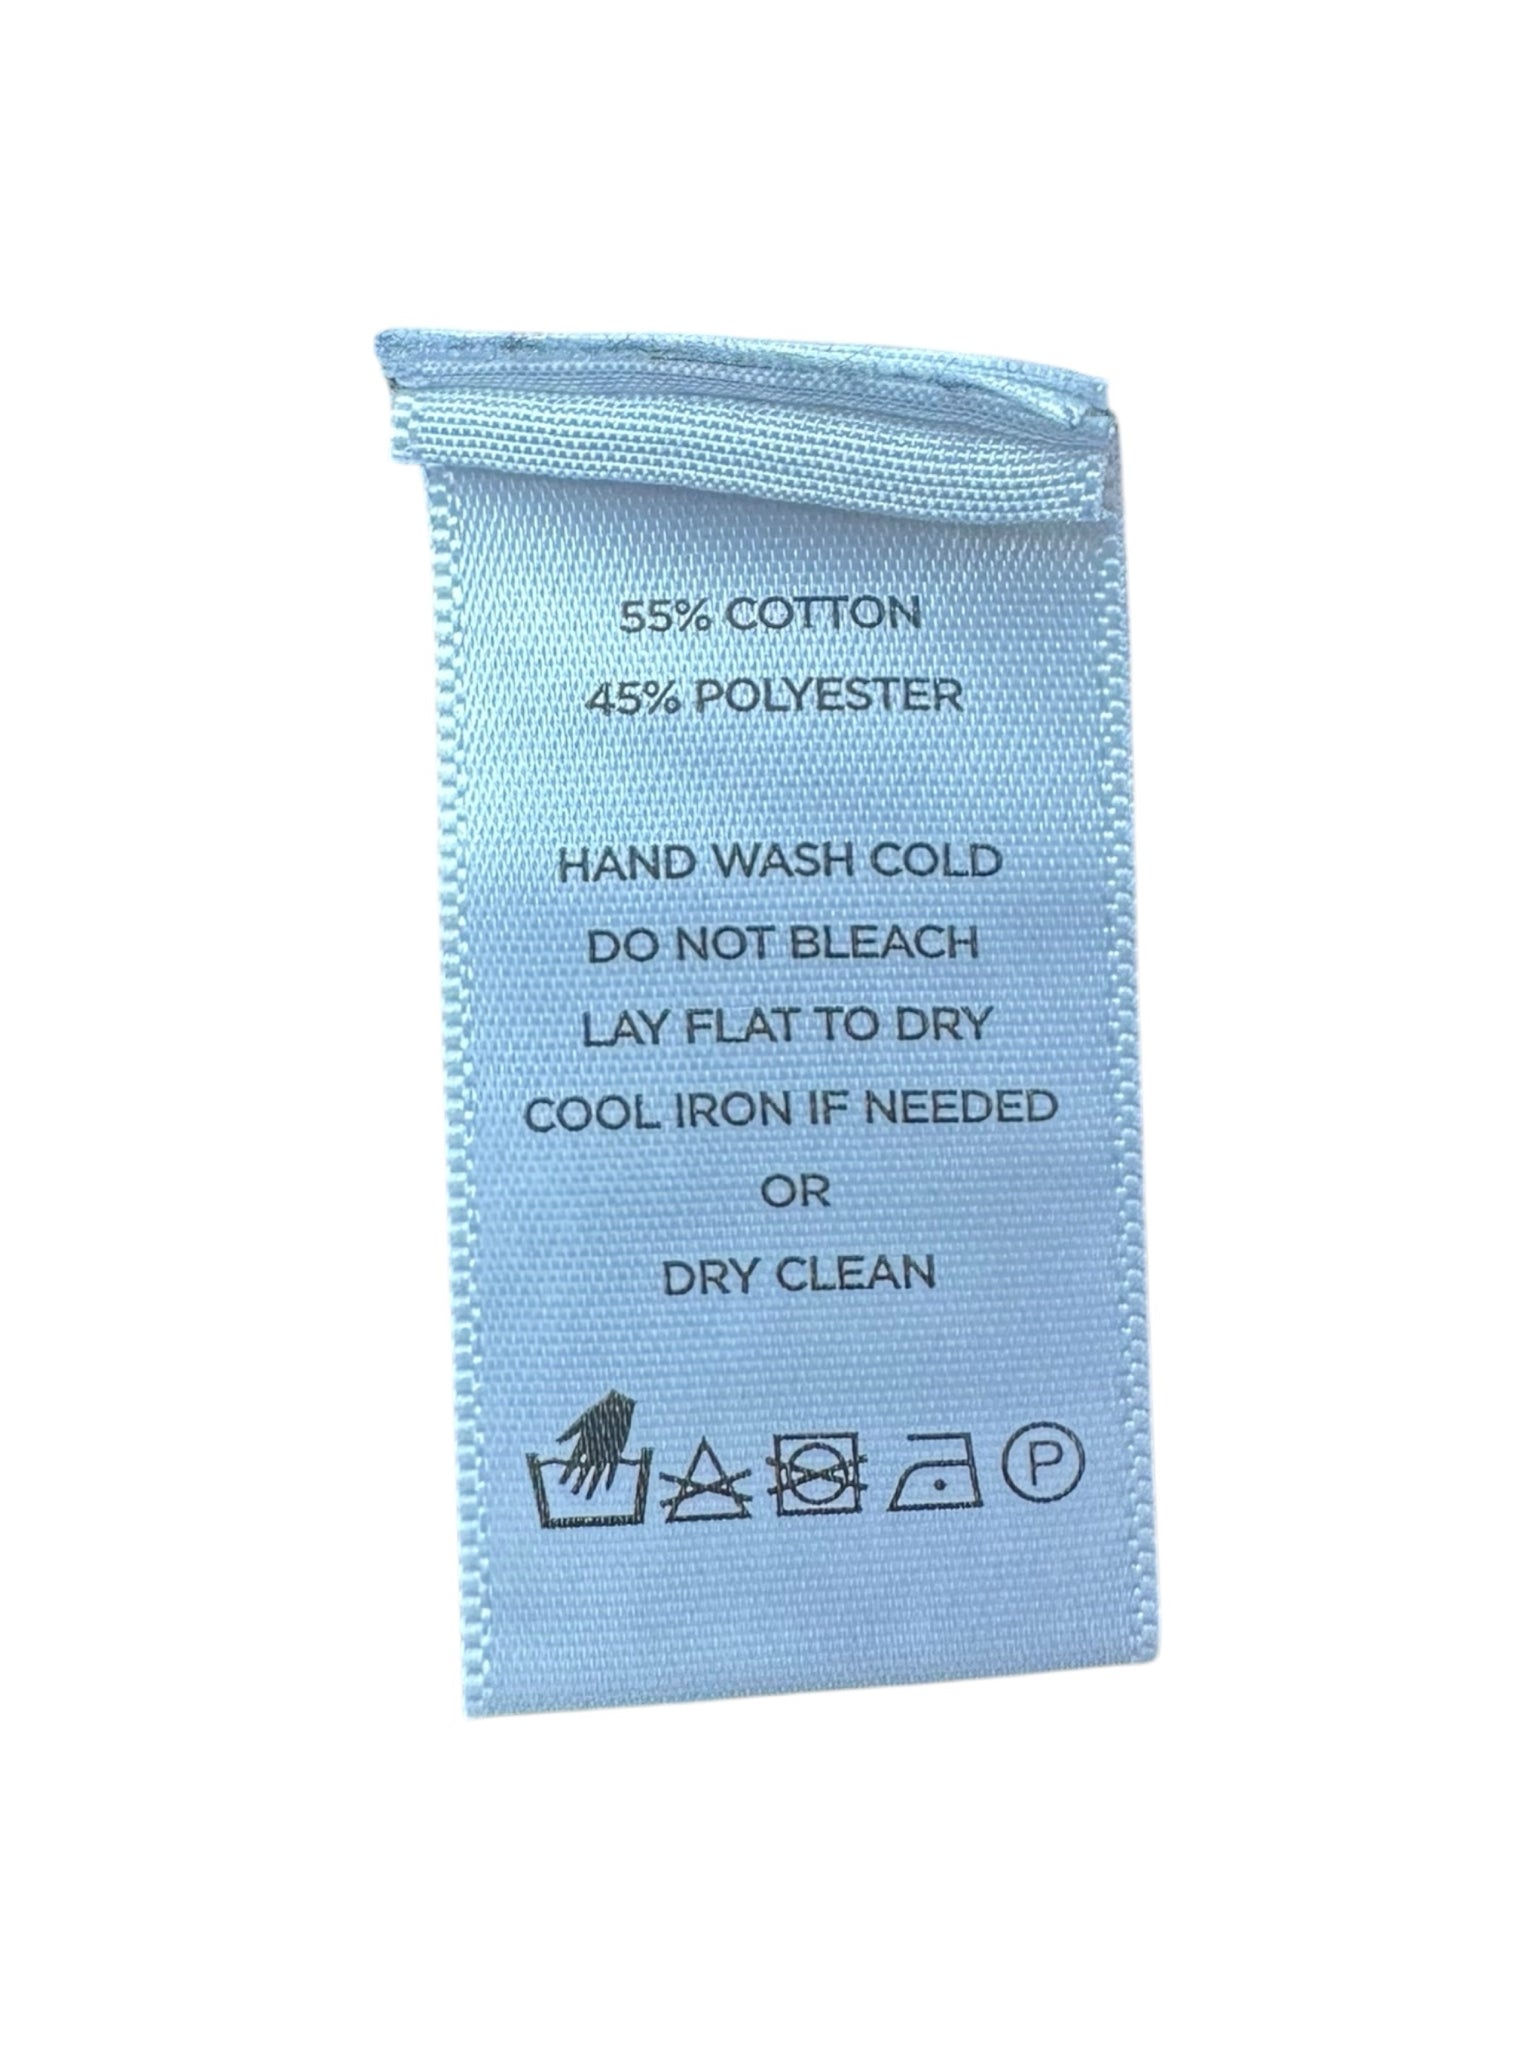 55% COTTON
45% POLYESTER
HAND WASH COLD
DO NOT BLEACH
LAY FLAT TO DRY
COOL IRON IF NEEDED
OR
DRY CLEAN
P